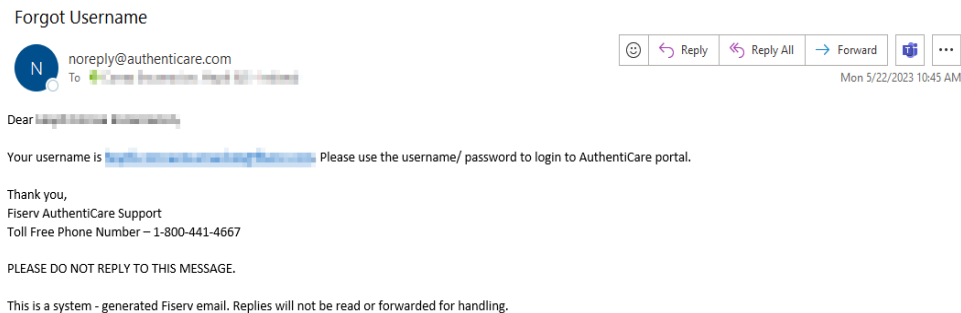 Forgot Username
N
noreply@authenticare.com
To
Reply
Reply All
Forward
Mon 5/22/2023 10:45 AM
Dear
Your username is Please use the username/ password to login to AuthentiCare portal.
Thank you,
Fiserv AuthentiCare Support
Toll Free Phone Number – 1-800-441-4667
PLEASE DO NOT REPLY TO THIS MESSAGE.
This is a system - generated Fiserv email. Replies will not be read or forwarded for handling.